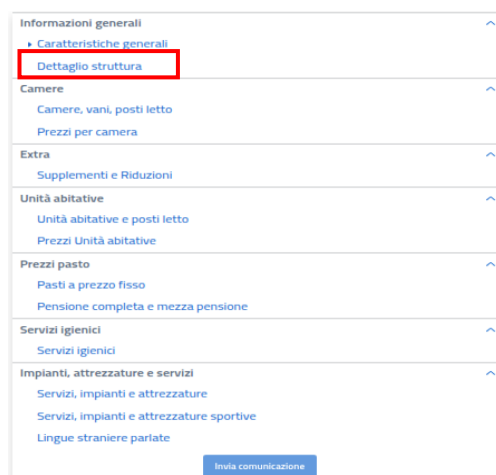 Informazioni generali
Caratteristiche generali
Dettaglio struttura
Camere
Camere, vani, posti letto
Prezzi per camera
Extra
Supplementi e Riduzioni
Unità abitative
Unità abitative e posti letto
Prezzi Unità abitative
Prezzi pasto
Pasti a prezzo fisso
Pensione completa e mezza pensione
Servizi igienici
Servizi igienici
Impianti, attrezzature e servizi
Servizi, impianti e attrezzature
Servizi, impianti e attrezzature sportive
Lingue straniere parlate
Invia comunicazione